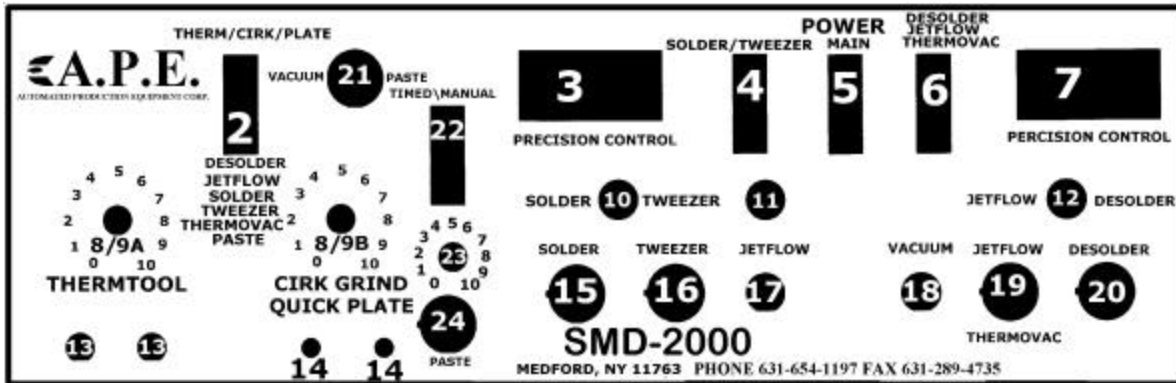 A.P.E.
AUTOMATED PRODUCTION EQUIPMENT CORP.
THERM/CIRK/PLATE
2
DESOLDER
JETFLOW
SOLDER
TWEEZER
THERMOVAC
PASTE
VACUUM 21 PASTE
TIMED\MANUAL
22
3
PRECISION CONTROL
SOLDER/TWEEZER
4
POWER
MAIN
5
DESOLDER
JETFLOW
THERMOVAC
6
7
PERCISION CONTROL
0 1 2 3 4 5 6 7 8 9 10
8/9A
THERMTOOL
13 13
0 1 2 3 4 5 6 7 8 9 10
8/9B
CIRK GRIND
QUICK PLATE
14 14
0 1 2 3 4 5 6 7 8 9 10
23
24
PASTE
SOLDER 10 TWEEZER
11
JETFLOW 12 DESOLDER
SOLDER TWEEZER JETFLOW
15 16 17
VACUUM JETFLOW DESOLDER
18 19 20
THERMOVAC
SMD-2000
MEDFORD, NY 11763 PHONE 631-654-1197 FAX 631-289-4735